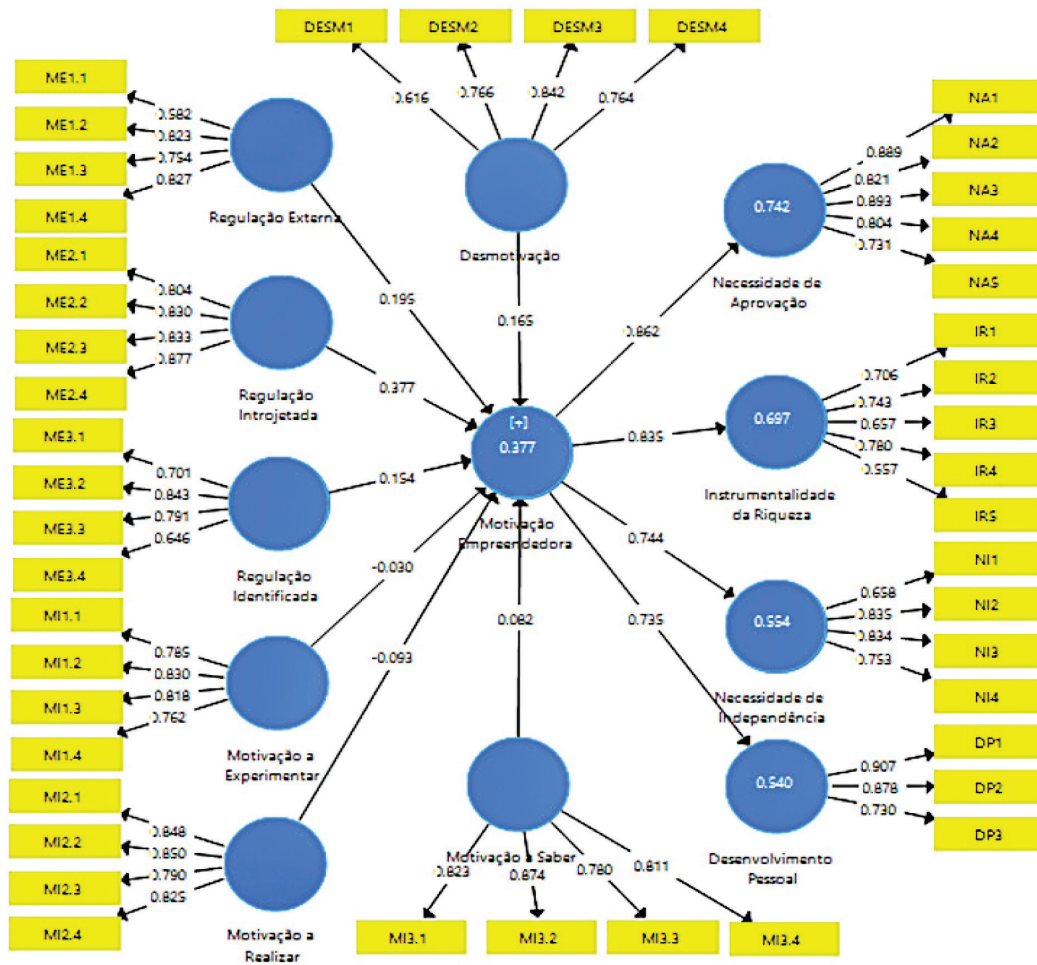 DESM1
DESM2
DESM3
DESM4
0.616
0.766
0.842
0.764
Desmotivação
0.165
ME1.1
ME1.2
ME1.3
ME1.4
0.582
0.823
0.754
0.827
Regulação Externa
0.195
ME2.1
ME2.2
ME2.3
ME2.4
0.804
0.830
0.833
0.877
Regulação
Introjetada
0.377
ME3.1
ME3.2
ME3.3
ME3.4
0.701
0.843
0.791
0.646
Regulação
Identificada
0.154
MI1.1
MI1.2
MI1.3
MI1.4
0.785
0.830
0.818
0.762
Motivação a
Experimentar
-0.030
MI2.1
MI2.2
MI2.3
MI2.4
0.848
0.850
0.790
0.825
Motivação a
Realizar
-0.093
[+]
0.377
Motivação
Empreendedora
0.082
Motivação a Saber
0.823
0.874
0.780
0.811
MI3.1
MI3.2
MI3.3
MI3.4
0.862
0.742
Necessidade de
Aprovação
0.889
0.821
0.893
0.804
0.731
NA1
NA2
NA3
NA4
NA5
0.835
0.697
Instrumentalidade
da Riqueza
0.706
0.743
0.657
0.780
0.557
IR1
IR2
IR3
IR4
IR5
0.744
0.554
Necessidade de
Independência
0.658
0.835
0.834
0.753
NI1
NI2
NI3
NI4
0.735
0.540
Desenvolvimento
Pessoal
0.907
0.878
0.730
DP1
DP2
DP3